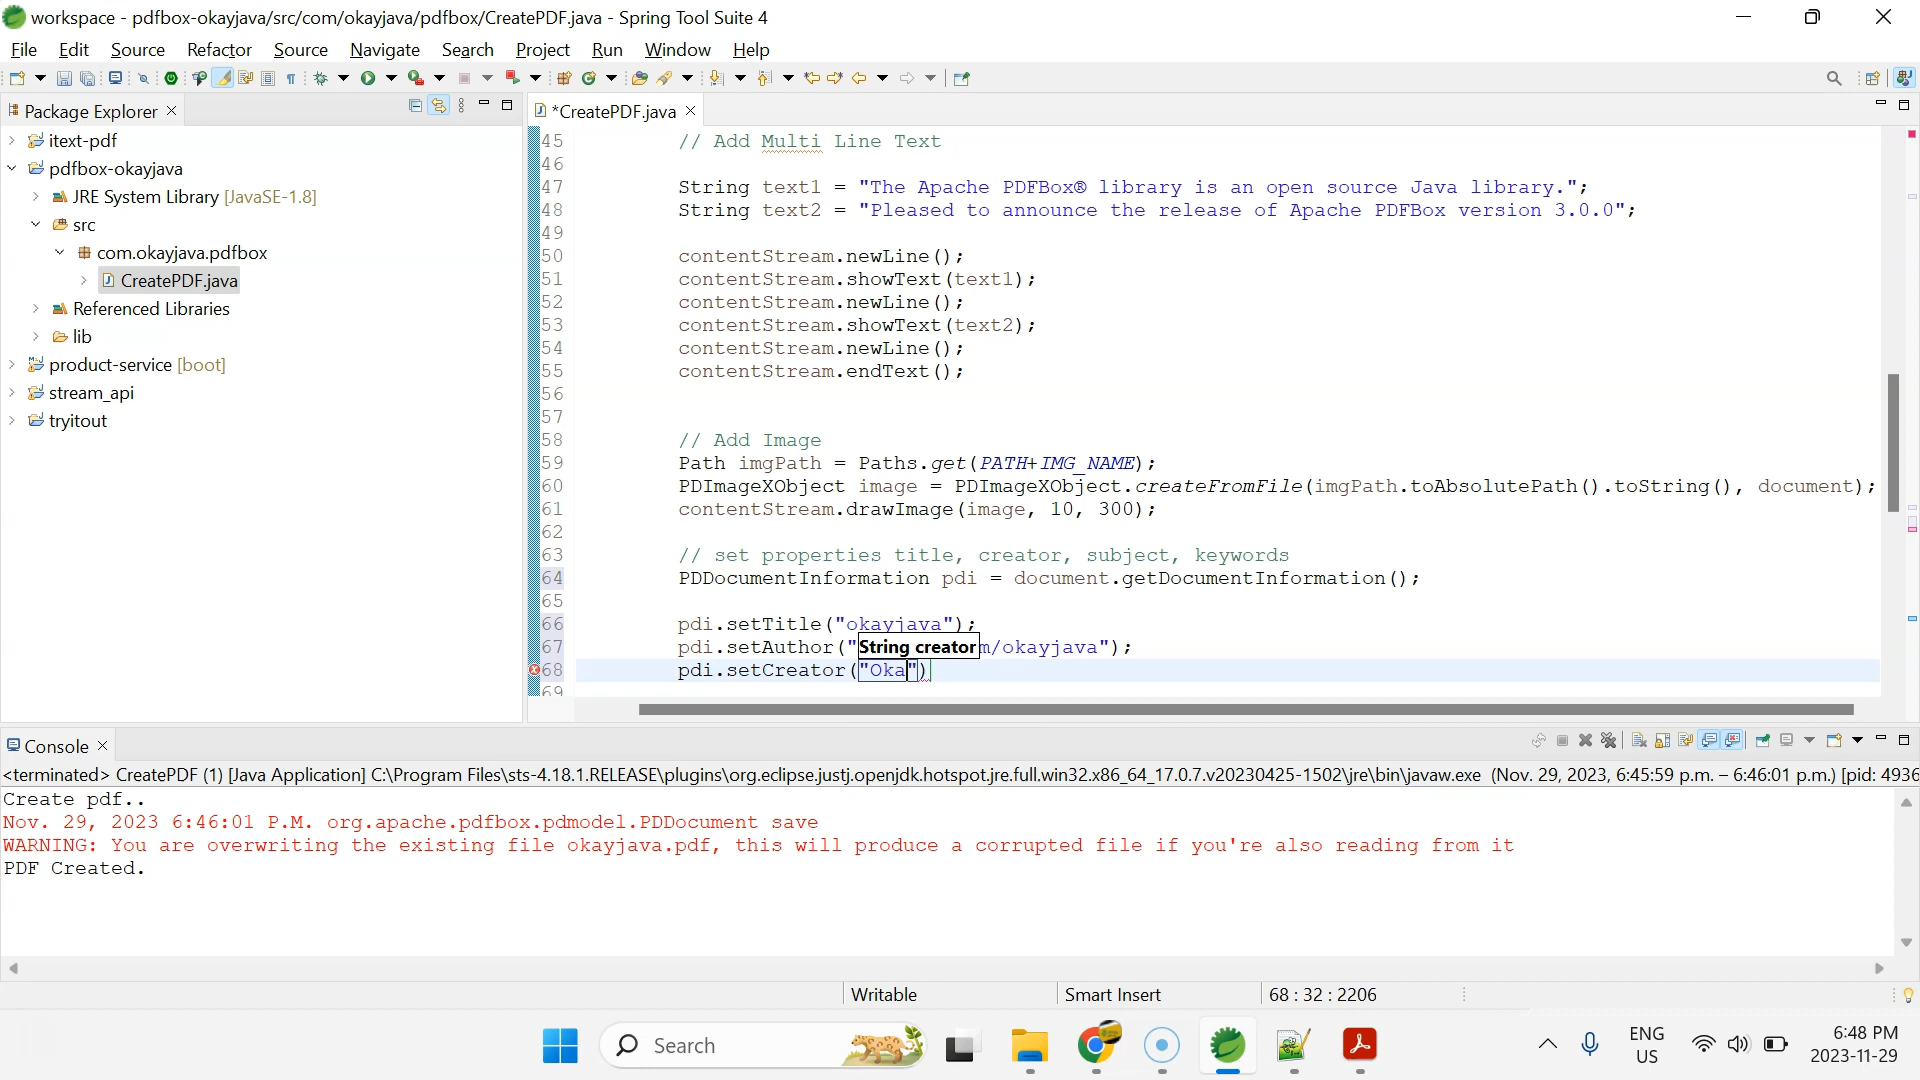 workspace - pdfbox-okayjava/src/com/okayjava/pdfbox/CreatePDF.java - Spring Tool Suite 4
File Edit Source Refactor Source Navigate Search Project Run Window Help
Package Explorer
itext-pdf
pdfbox-okayjava
JRE System Library [JavaSE-1.8]
src
com.okayjava.pdfbox
CreatePDF.java
Referenced Libraries
lib
product-service [boot]
stream_api
tryitout
*CreatePDF.java
45 // Add Multi Line Text
46
47 String text1 = "The Apache PDFBox® library is an open source Java library.";
48 String text2 = "Pleased to announce the release of Apache PDFBox version 3.0.0";
49
50 contentStream.newLine();
51 contentStream.showText(text1);
52 contentStream.newLine();
53 contentStream.showText(text2);
54 contentStream.newLine();
55 contentStream.endText();
56
57
58 // Add Image
59 Path imgPath = Paths.get(PATH+IMG_NAME);
60 PDImageXObject image = PDImageXObject.createFromFile(imgPath.toAbsolutePath().toString(), document);
61 contentStream.drawImage(image, 10, 300);
62
63 // set properties title, creator, subject, keywords
64 PDDocumentInformation pdi = document.getDocumentInformation();
65
66 pdi.setTitle("okayjava");
67 pdi.setAuthor(" String creator m/okayjava");
68 pdi.setCreator("Oka")
69
Console
<terminated> CreatePDF (1) [Java Application] C:\Program Files\sts-4.18.1.RELEASE\plugins\org.eclipse.justj.openjdk.hotspot.jre.full.win32.x86_64_17.0.7.v20230425-1502\jre\bin\javaw.exe (Nov. 29, 2023, 6:45:59 p.m. – 6:46:01 p.m.) [pid: 4936
Create pdf..
Nov. 29, 2023 6:46:01 P.M. org.apache.pdfbox.pdmodel.PDDocument save
WARNING: You are overwriting the existing file okayjava.pdf, this will produce a corrupted file if you're also reading from it
PDF Created.
Writable Smart Insert 68 : 32 : 2206
Search
ENG
US
6:48 PM
2023-11-29